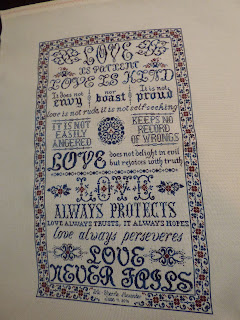 LOVE
IS PATIENT
LOVE IS KIND
It Does not nor It is not
envy boast proud
love is not rude, it is not self seeking
IT IS NOT KEEPS NO
EASILY RECORD
ANGERED OF WRONGS
LOVE does not delight in evil
but rejoices with truth
LOVE
ALWAYS PROTECTS
LOVE ALWAYS TRUSTS, IT ALWAYS HOPES
love always perseveres
LOVE
NEVER FAILS